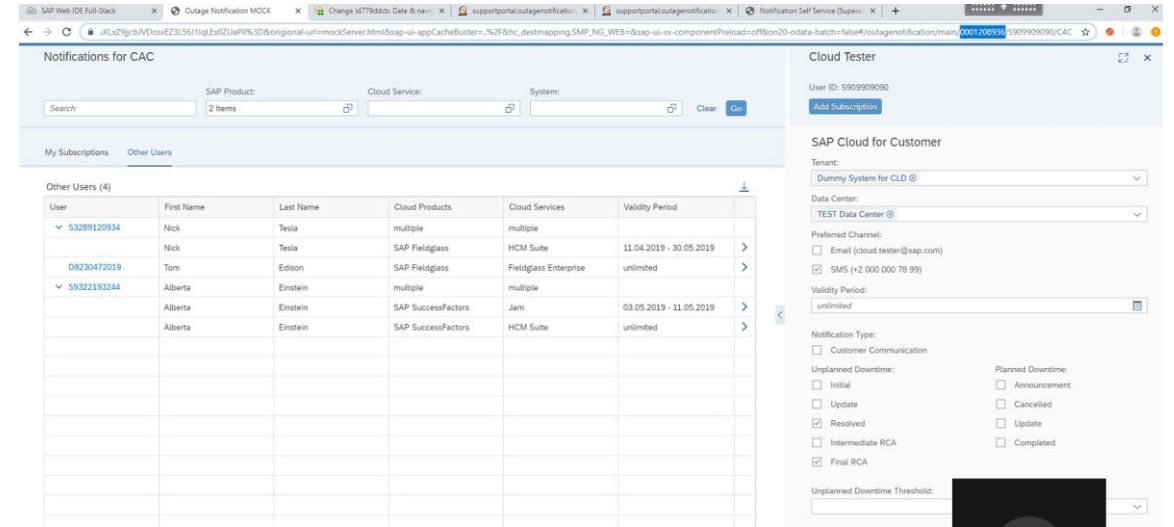 SAP Web IDE Full-Stack
Outage Notification MOCK
Change Id779ddcb: Date & navi
supportportal.outagenotification
supportportal.outagenotification
Notification Self Service (Super
Notifications for CAC
SAP Product:
Cloud Service:
System:
Search
2 Items
Clear
Go
My Subscriptions
Other Users
Other Users (4)
User First Name Last Name Cloud Products Cloud Services Validity Period
S3289120934 Nick Tesla multiple multiple
Nick Tesla SAP Fieldglass HCM Suite 11.04.2019 - 30.05.2019
D8230472019 Tom Edison SAP Fieldglass Fieldglass Enterprise unlimited
S9322193244 Alberta Einstein multiple multiple
Alberta Einstein SAP SuccessFactors Jam 03.05.2019 - 11.05.2019
Alberta Einstein SAP SuccessFactors HCM Suite unlimited
Cloud Tester
User ID: S909909090
Add Subscription
SAP Cloud for Customer
Tenant:
Dummy System for CLD
Data Center:
TEST Data Center
Preferred Channel:
Email (cloud.tester@sap.com)
SMS (+2 000 000 78 99)
Validity Period:
unlimited
Notification Type:
Customer Communication
Unplanned Downtime:
Initial
Update
Resolved
Intermediate RCA
Final RCA
Planned Downtime:
Announcement
Cancelled
Update
Completed
Unplanned Downtime Threshold: